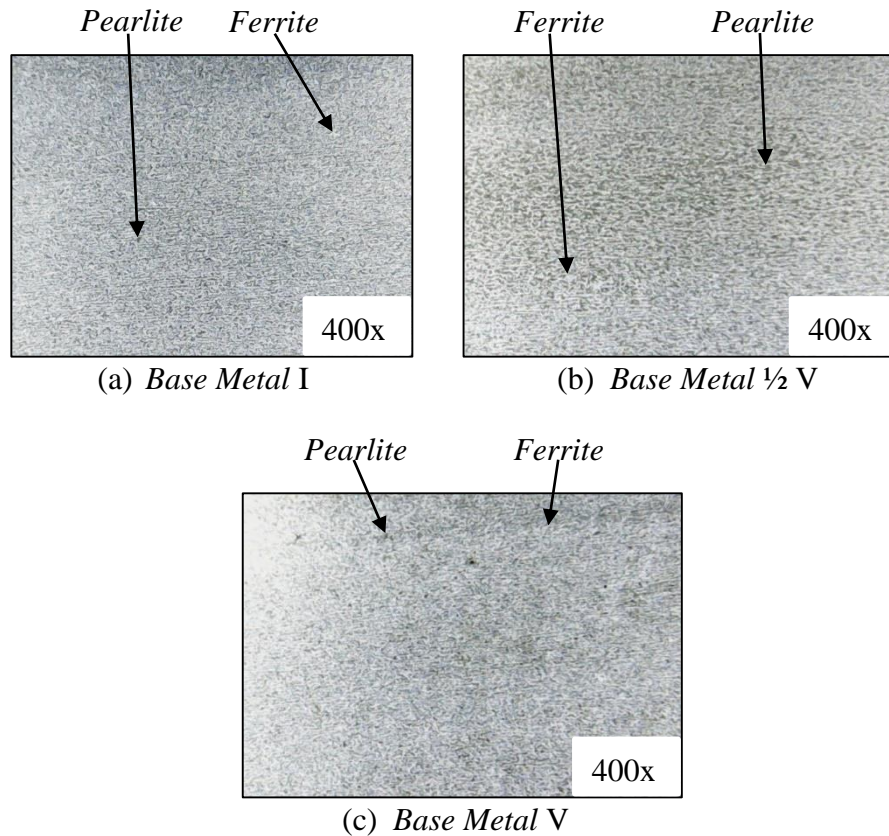 Pearlite Ferrite
Ferrite Pearlite
400x
400x
(a) Base Metal I
(b) Base Metal ½ V
Pearlite Ferrite
400x
(c) Base Metal V